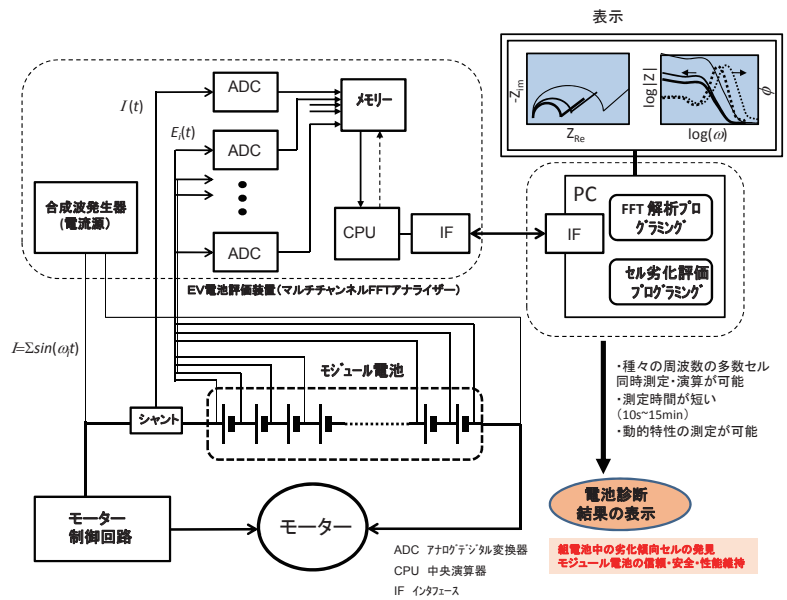 表示
-Z_Im
Z_Re
log|Z|
φ
log(ω)
I(t)
E_i(t)
ADC
ADC
ADC
メモリー
CPU
IF
合成波発生器
(電流源)
EV電池評価装置(マルチチャンネルFFTアナライザー)
PC
IF
FFT 解析プロ
グラミング
セル劣化評価
プログラミング
I=Σsin(ω_jt)
モジュール電池
シャント
・種々の周波数の多数セル
同時測定・演算が可能
・測定時間が短い
(10s~15min)
・動的特性の測定が可能
モーター
制御回路
モーター
電池診断
結果の表示
組電池中の劣化傾向セルの発見
モジュール電池の信頼・安全・性能維持
ADC アナログデジタル変換器
CPU 中央演算器
IF インタフェース